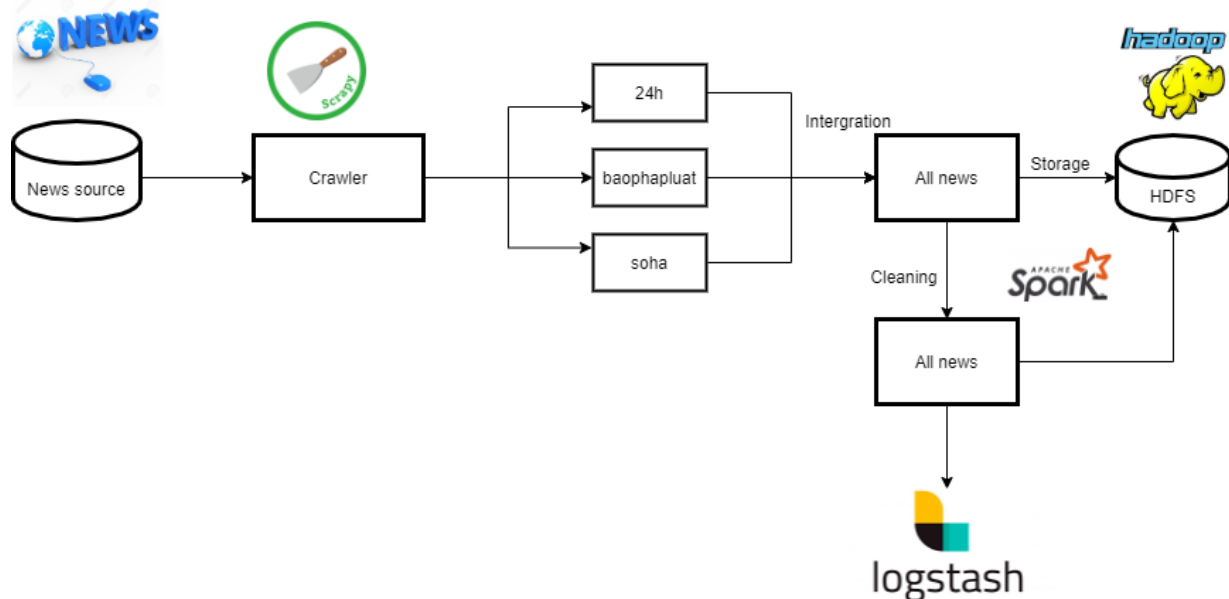 NEWS
Scrapy
hadoop
24h
Intergration
News source
Crawler
baophapluat
All news
Storage
HDFS
soha
Cleaning
APACHE
Spark
All news
logstash